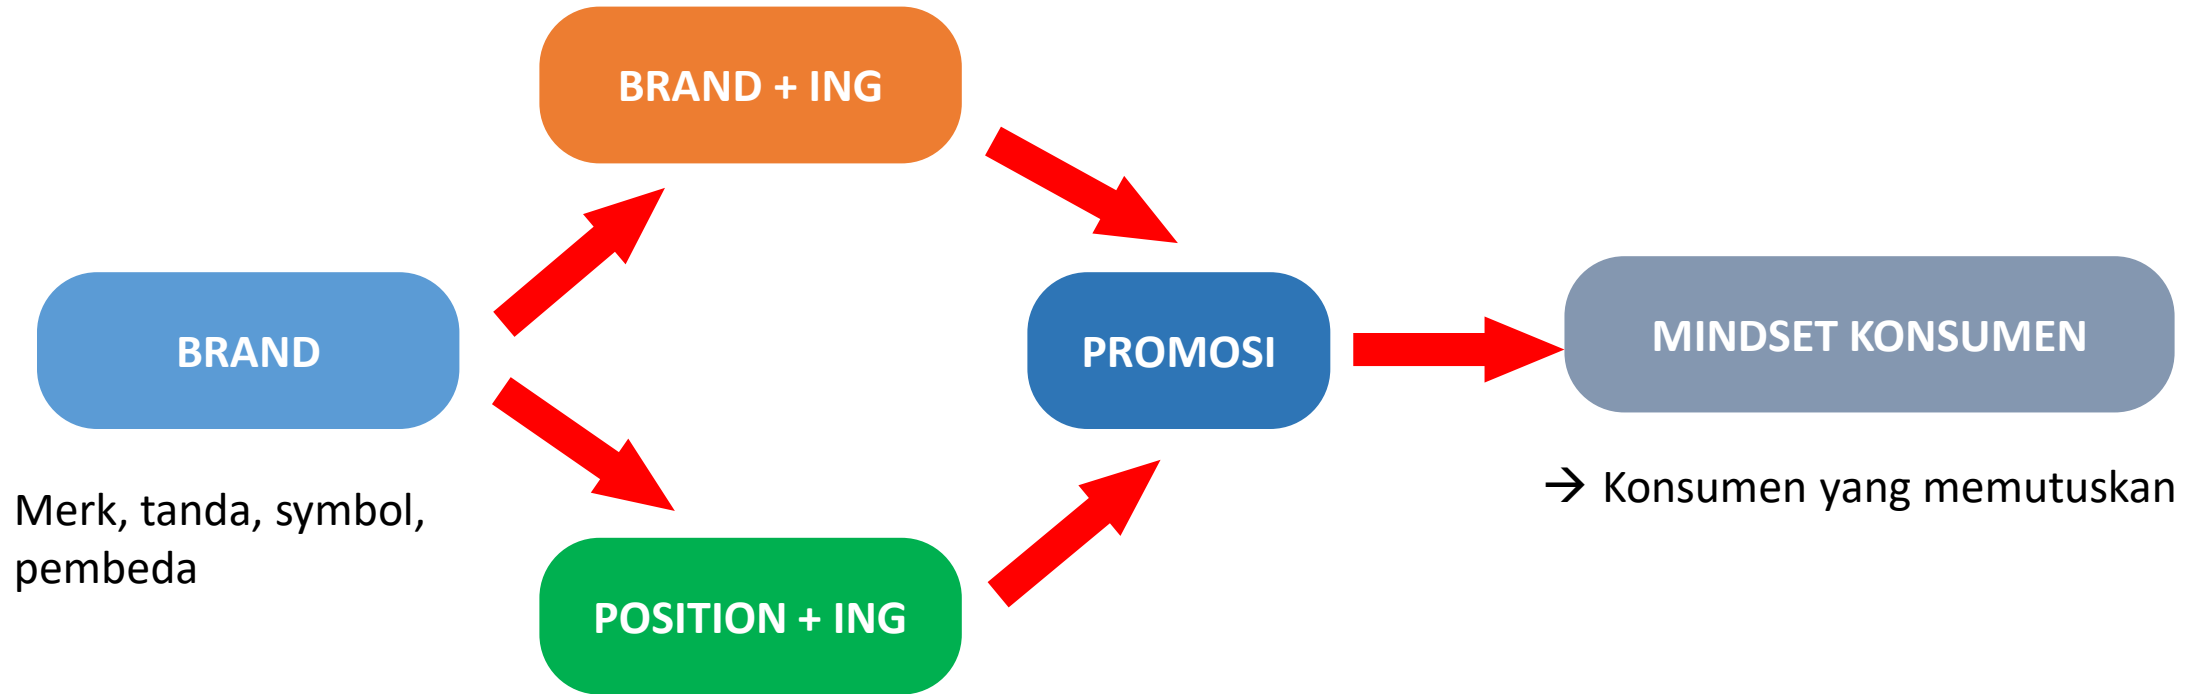 BRAND + ING
BRAND
PROMOSI
MINDSET KONSUMEN
Merk, tanda, symbol,
pembeda
→ Konsumen yang memutuskan
POSITION + ING